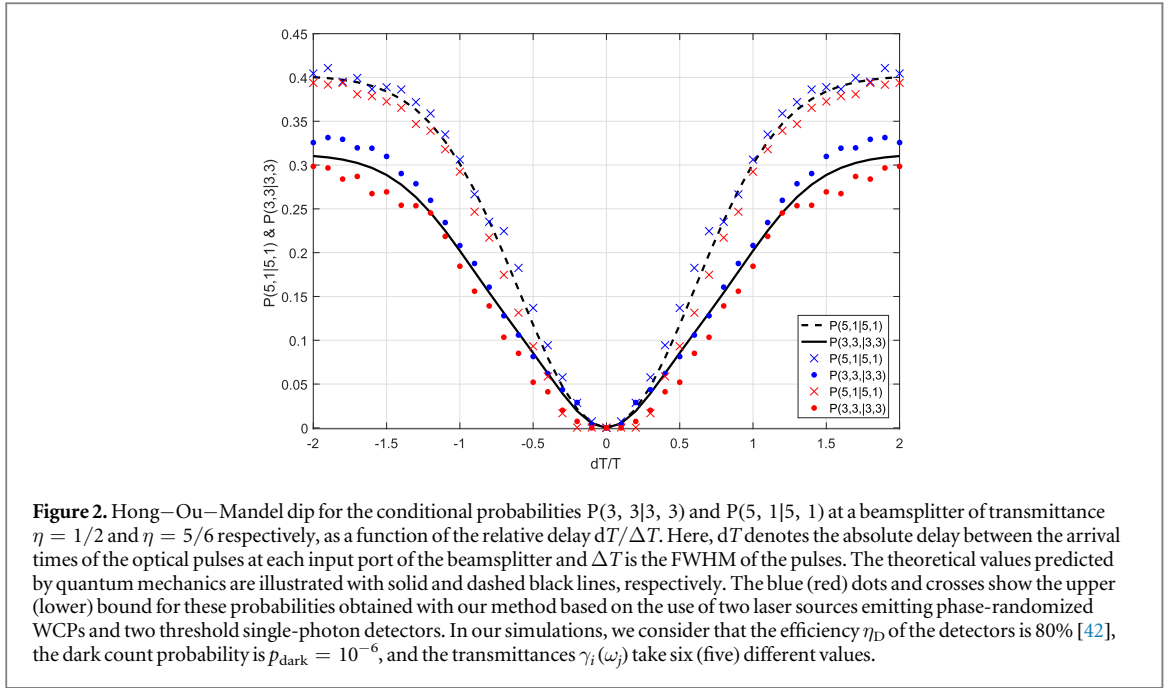 0.45
0.4
0.35
0.3
0.25
0.2
0.15
0.1
0.05
0
P(5,1|5,1) & P(3,3|3,3)
-2 -1.5 -1 -0.5 0 0.5 1 1.5 2
dT/T
P(5,1|5,1)
P(3,3,|3,3)
P(5,1|5,1)
P(3,3,|3,3)
P(5,1|5,1)
P(3,3,|3,3)
Figure 2. Hong−Ou−Mandel dip for the conditional probabilities P(3, 3|3, 3) and P(5, 1|5, 1) at a beamsplitter of transmittance
η = 1/2 and η = 5/6 respectively, as a function of the relative delay dT/ΔT. Here, dT denotes the absolute delay between the arrival
times of the optical pulses at each input port of the beamsplitter and ΔT is the FWHM of the pulses. The theoretical values predicted
by quantum mechanics are illustrated with solid and dashed black lines, respectively. The blue (red) dots and crosses show the upper
(lower) bound for these probabilities obtained with our method based on the use of two laser sources emitting phase-randomized
WCPs and two threshold single-photon detectors. In our simulations, we consider that the efficiency η_D of the detectors is 80% [42],
the dark count probability is p_dark = 10⁻⁶, and the transmittances γ_i(ω_j) take six (five) different values.